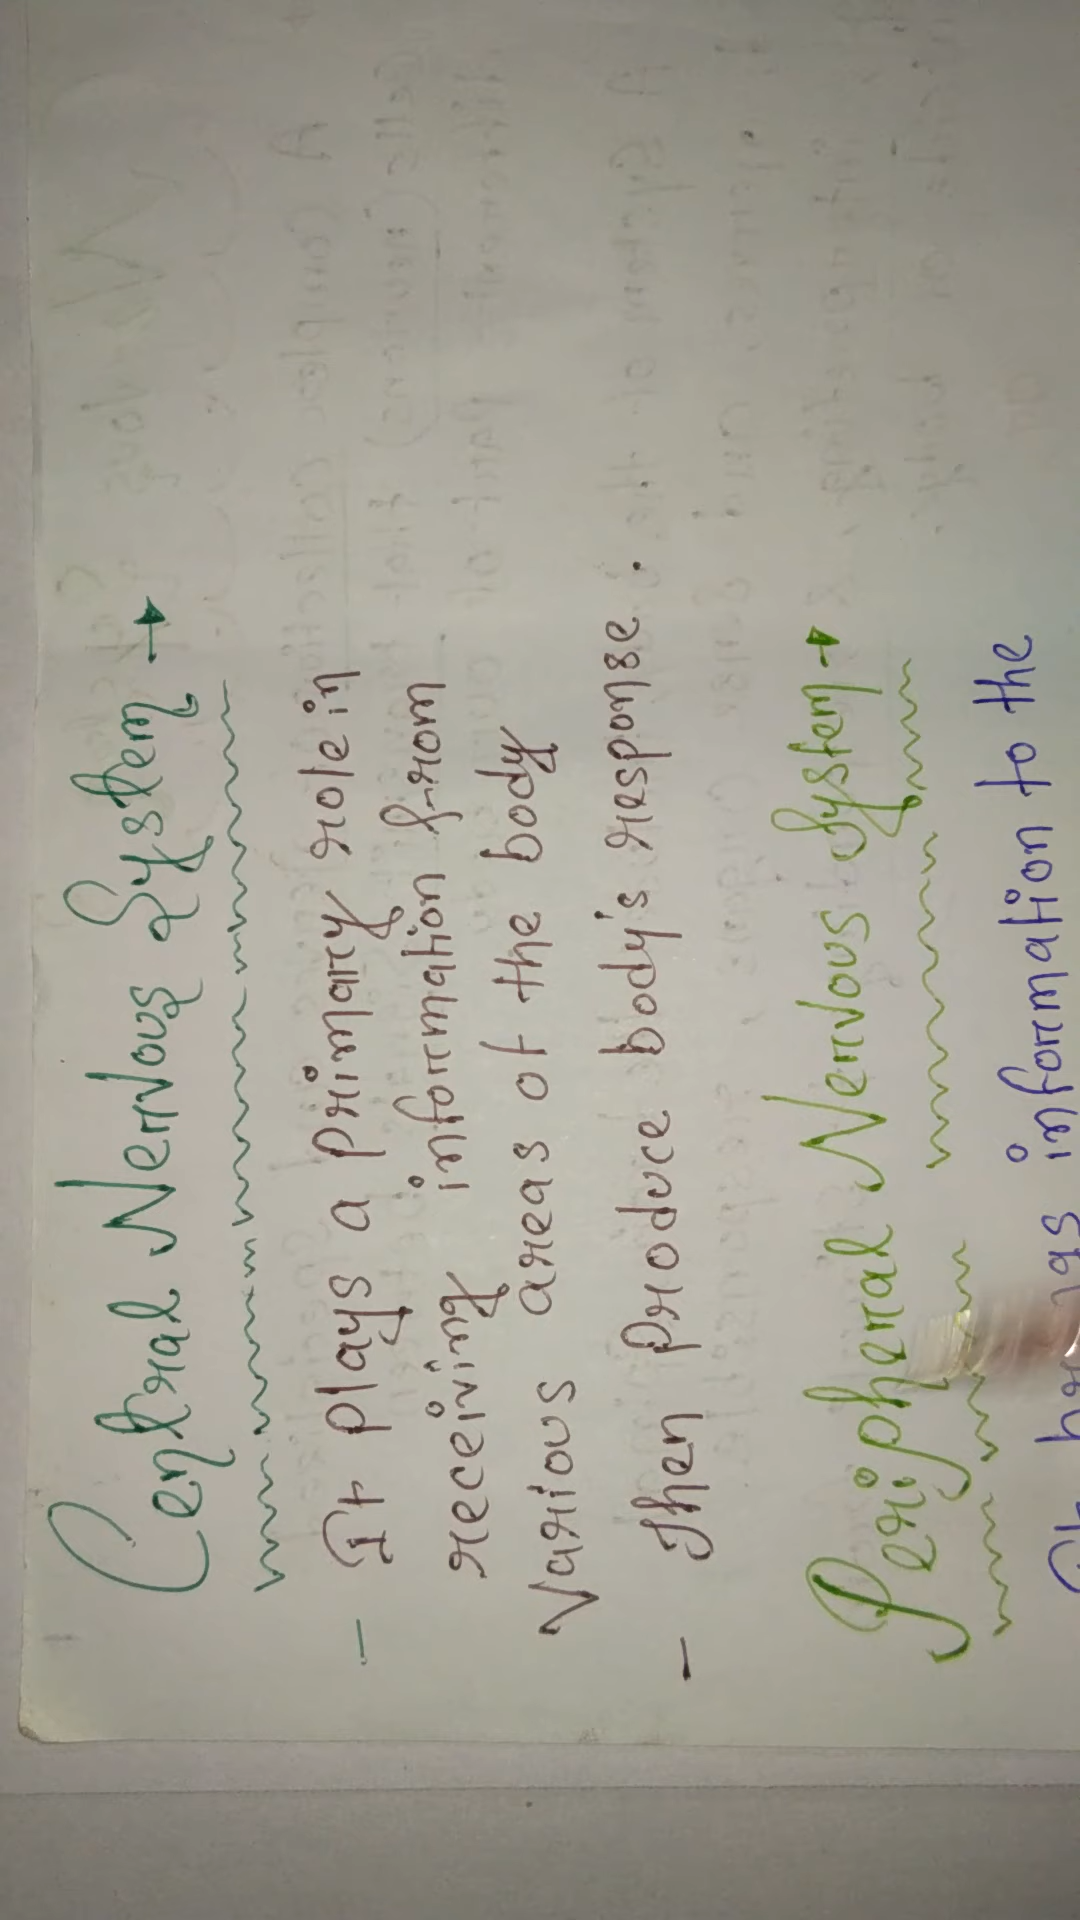 Central Nervous System →
- It plays a primary role in
receiving information from
Various areas of the body
- Then produce body's response.
Peripheral Nervous System →
information to the